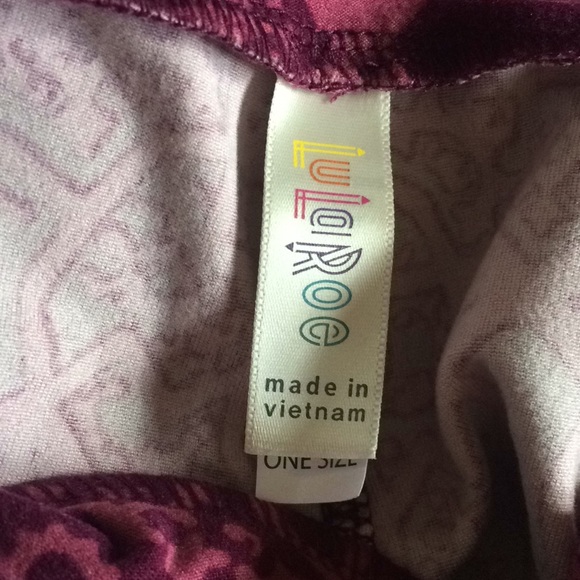 LuLaRoe
made in
vietnam
ONE SIZE